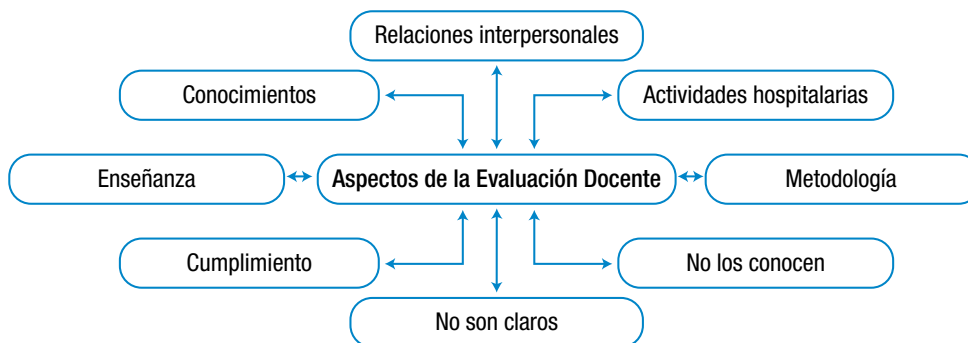 Relaciones interpersonales
Conocimientos
Actividades hospitalarias
Enseñanza
Aspectos de la Evaluación Docente
Metodología
Cumplimiento
No los conocen
No son claros